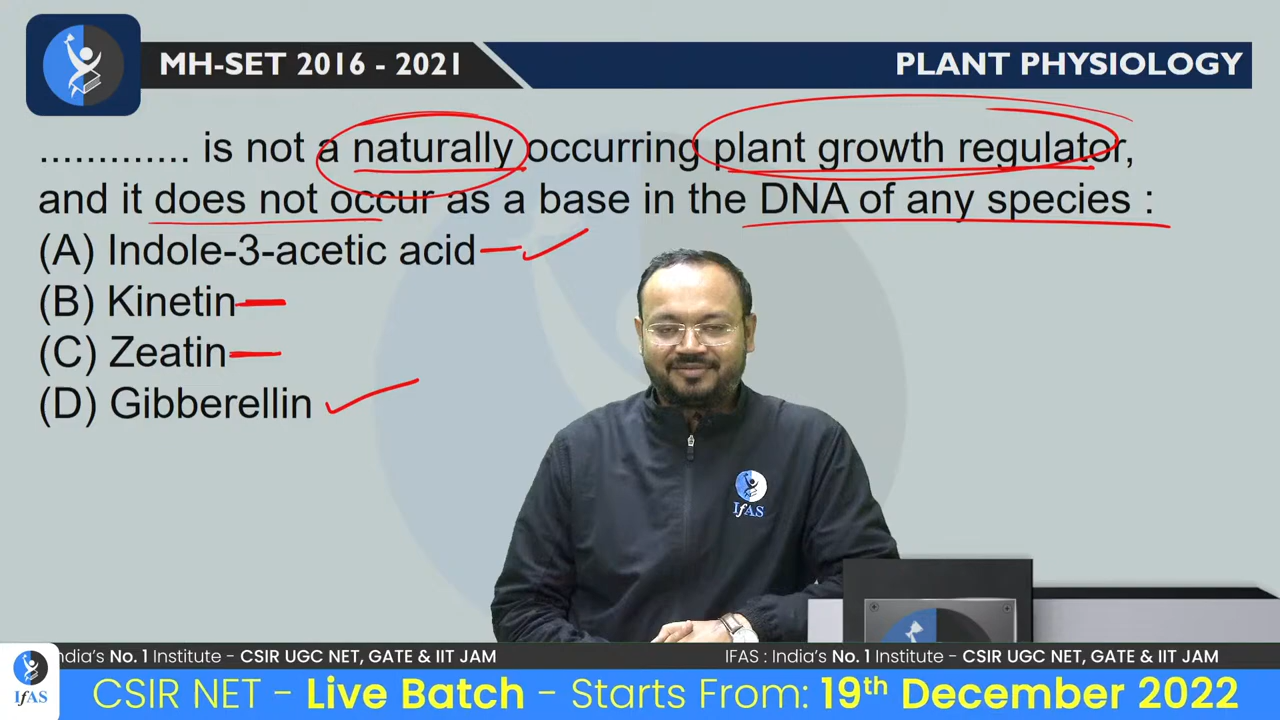 MH-SET 2016 - 2021
PLANT PHYSIOLOGY
............. is not a naturally occurring plant growth regulator,
and it does not occur as a base in the DNA of any species :
(A) Indole-3-acetic acid
(B) Kinetin
(C) Zeatin
(D) Gibberellin
IfAS
India's No. 1 Institute - CSIR UGC NET, GATE & IIT JAM
IFAS : India's No. 1 Institute - CSIR UGC NET, GATE & IIT JAM
IfAS
CSIR NET - Live Batch - Starts From: 19th December 2022